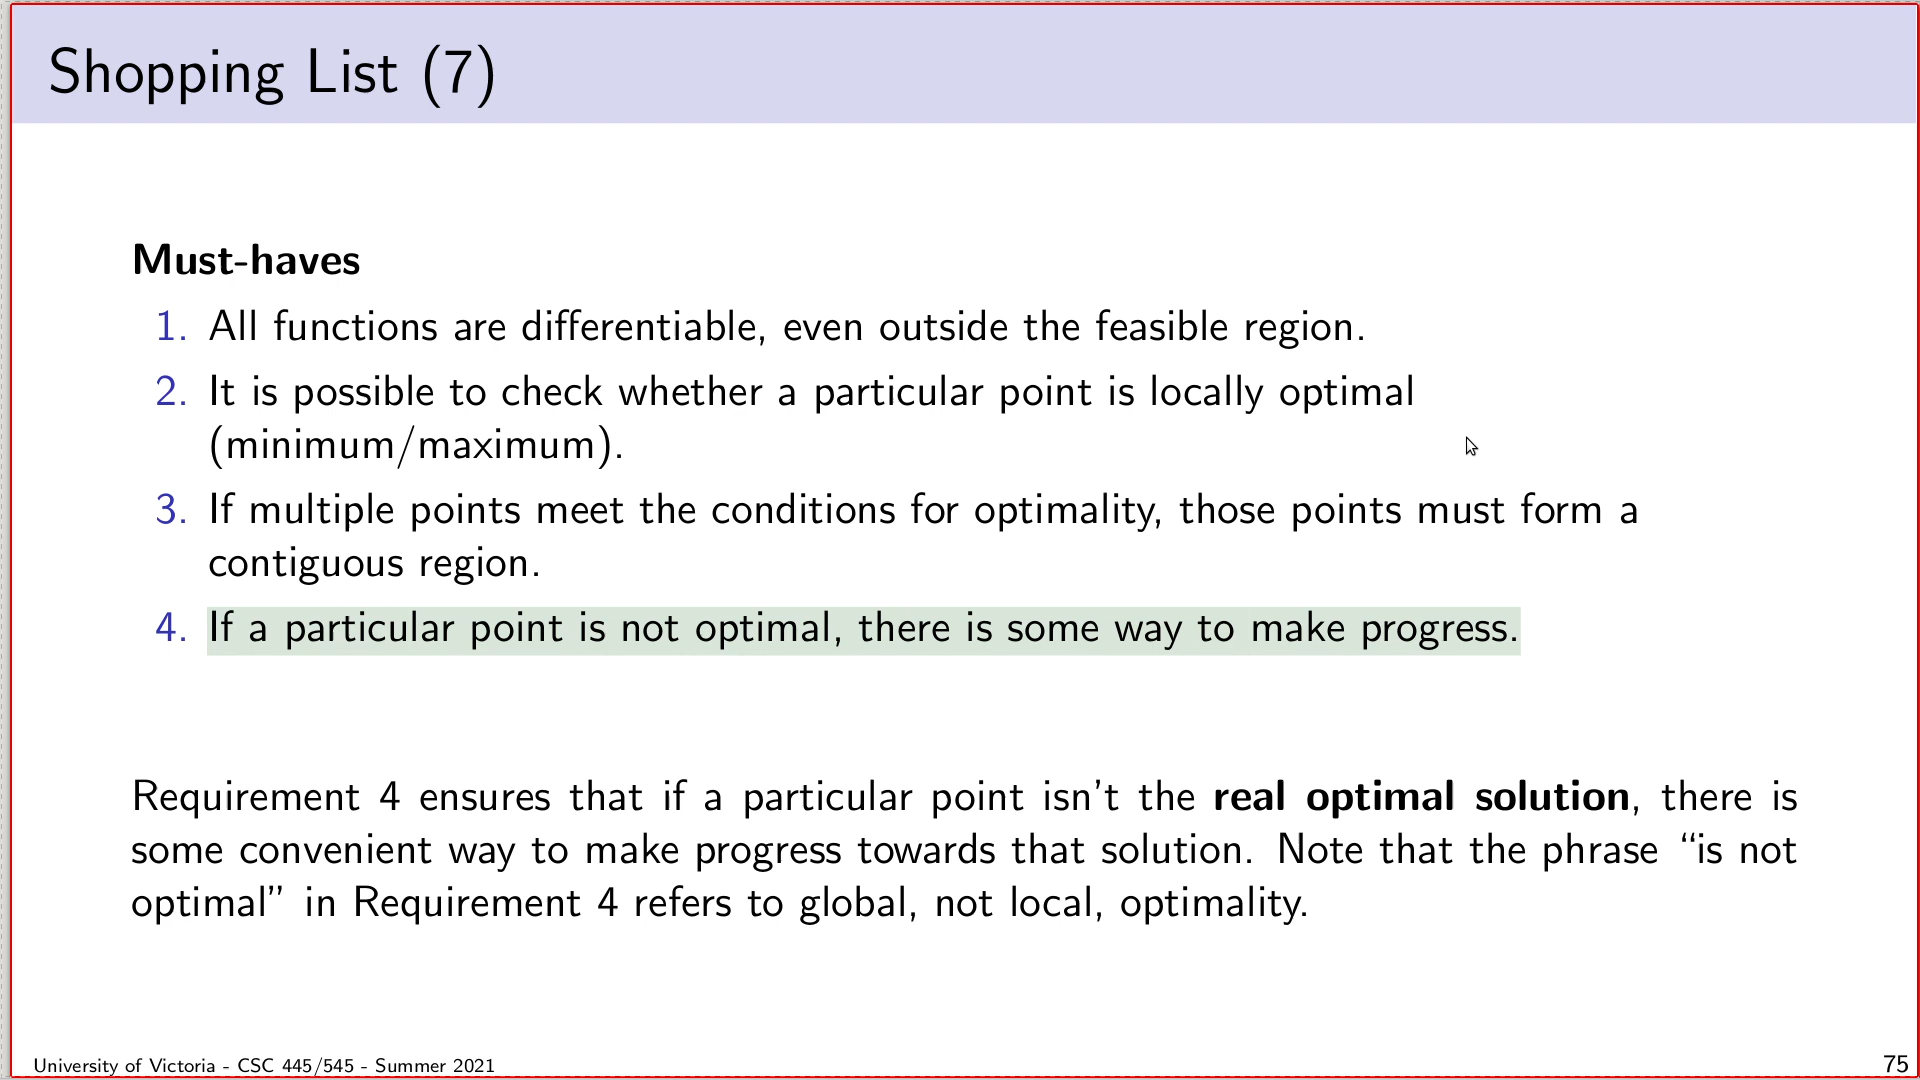 Shopping List (7)
Must-haves
1. All functions are differentiable, even outside the feasible region.
2. It is possible to check whether a particular point is locally optimal
(minimum/maximum).
3. If multiple points meet the conditions for optimality, those points must form a
contiguous region.
4. If a particular point is not optimal, there is some way to make progress.
Requirement 4 ensures that if a particular point isn't the real optimal solution, there is
some convenient way to make progress towards that solution. Note that the phrase “is not
optimal” in Requirement 4 refers to global, not local, optimality.
University of Victoria - CSC 445/545 - Summer 2021
75